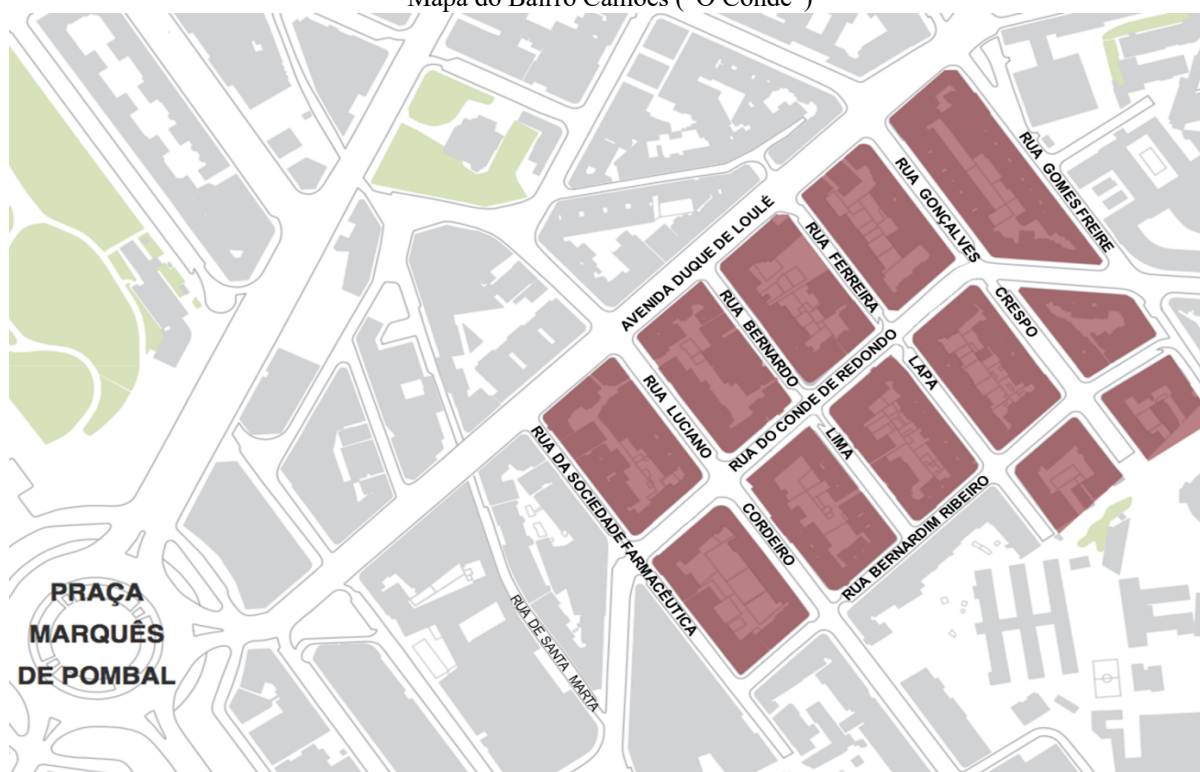 Mapa do Bairro Camões ("O Conde")
RUA GOMES FREIRE
RUA GONÇALVES
CRESPO
AVENIDA DUQUE DE LOULÉ
RUA FERREIRA
LAPA
RUA BERNARDO
LIMA
RUA DO CONDE DE REDONDO
RUA LUCIANO
CORDEIRO
RUA DA SOCIEDADE FARMACÊUTICA
RUA BERNARDIM RIBEIRO
RUA DE SANTA MARTA
PRAÇA
MARQUÊS
DE POMBAL